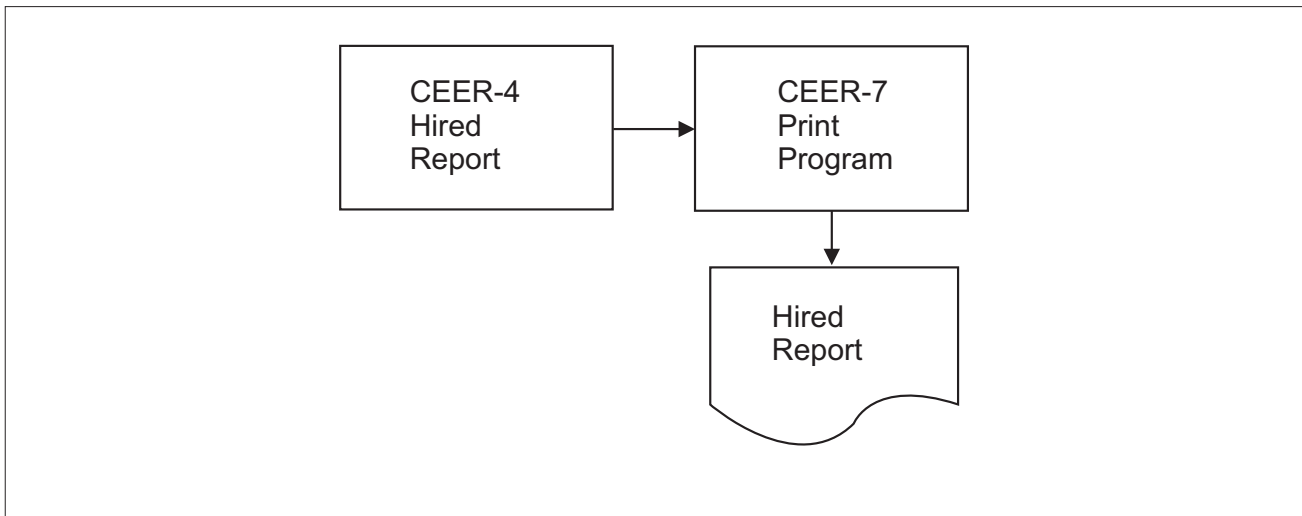 CEER-4
Hired
Report
CEER-7
Print
Program
Hired
Report